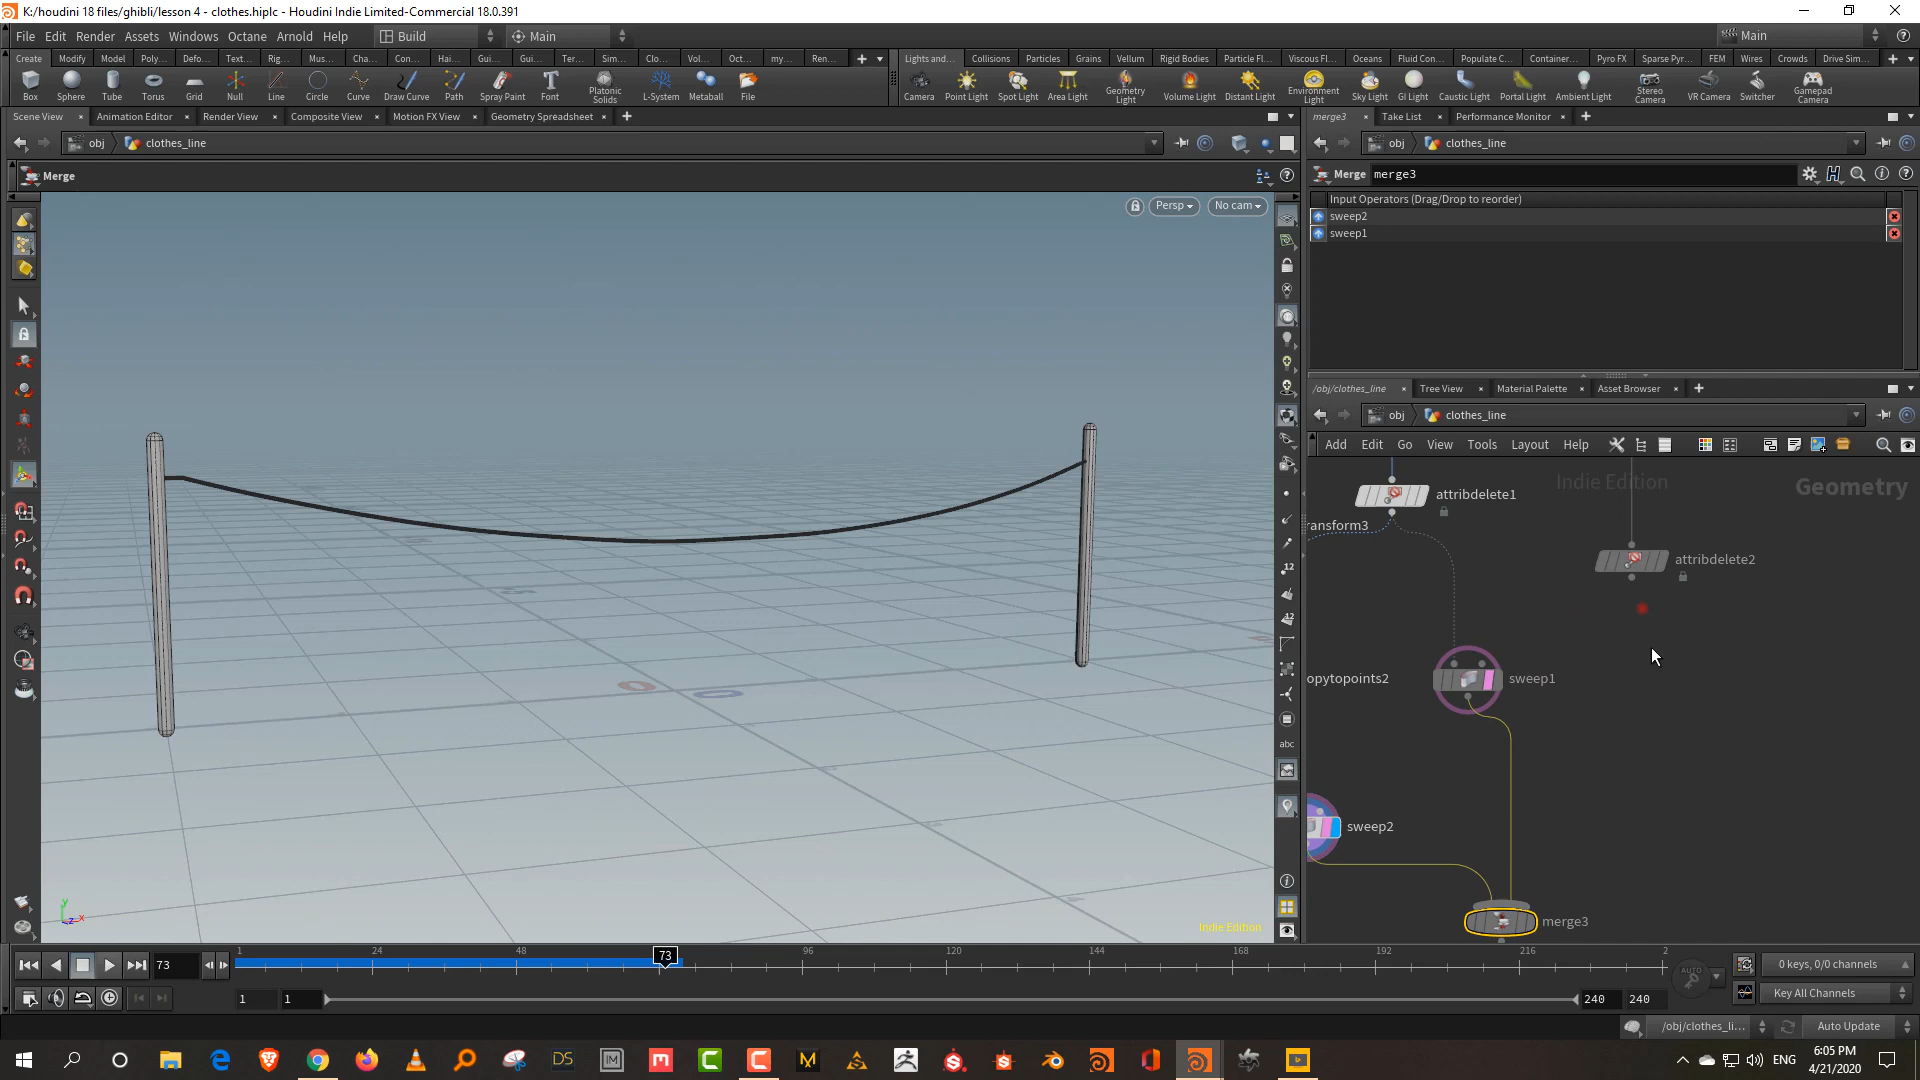 K:/houdini 18 files/ghibli/lesson 4 - clothes.hiplc - Houdini Indie Limited-Commercial 18.0.391
File Edit Render Assets Windows Octane Arnold Help Build Main Main
Create Modify Model Poly... Defo... Text... Rig... Mus... Cha... Con... Hai... Gui... Gui... Ter... Sim... Clo... Vol... Oct... my... Ren...
Lights and... Collisions Particles Grains Vellum Rigid Bodies Particle Fl... Viscous Fl... Oceans Fluid Con... Populate C... Container... Pyro FX Sparse Pyr... FEM Wires Crowds Drive Sim...
Box Sphere Tube Torus Grid Null Line Circle Curve Draw Curve Path Spray Paint Font Platonic Solids L-System Metaball File
Camera Point Light Spot Light Area Light Geometry Light Volume Light Distant Light Environment Light Sky Light GI Light Caustic Light Portal Light Ambient Light Stereo Camera VR Camera Switcher Gamepad Camera
Scene View Animation Editor Render View Composite View Motion FX View Geometry Spreadsheet
merge3 Take List Performance Monitor
obj clothes_line
obj clothes_line
Merge
Merge merge3
Persp No cam
Input Operators (Drag/Drop to reorder)
sweep2
sweep1
/obj/clothes_line Tree View Material Palette Asset Browser
obj clothes_line
Add Edit Go View Tools Layout Help
Indie Edition
Geometry
attribdelete1
ransform3
attribdelete2
opytopoints2
sweep1
sweep2
merge3
12
12
abc
Indie Edition
y
z x
1 24 48 73 96 120 144 168 192 216 2
73
AUTO
0 keys, 0/0 channels
1 1 240 240
Key All Channels
/obj/clothes_li... Auto Update
DS
ENG
6:05 PM
4/21/2020